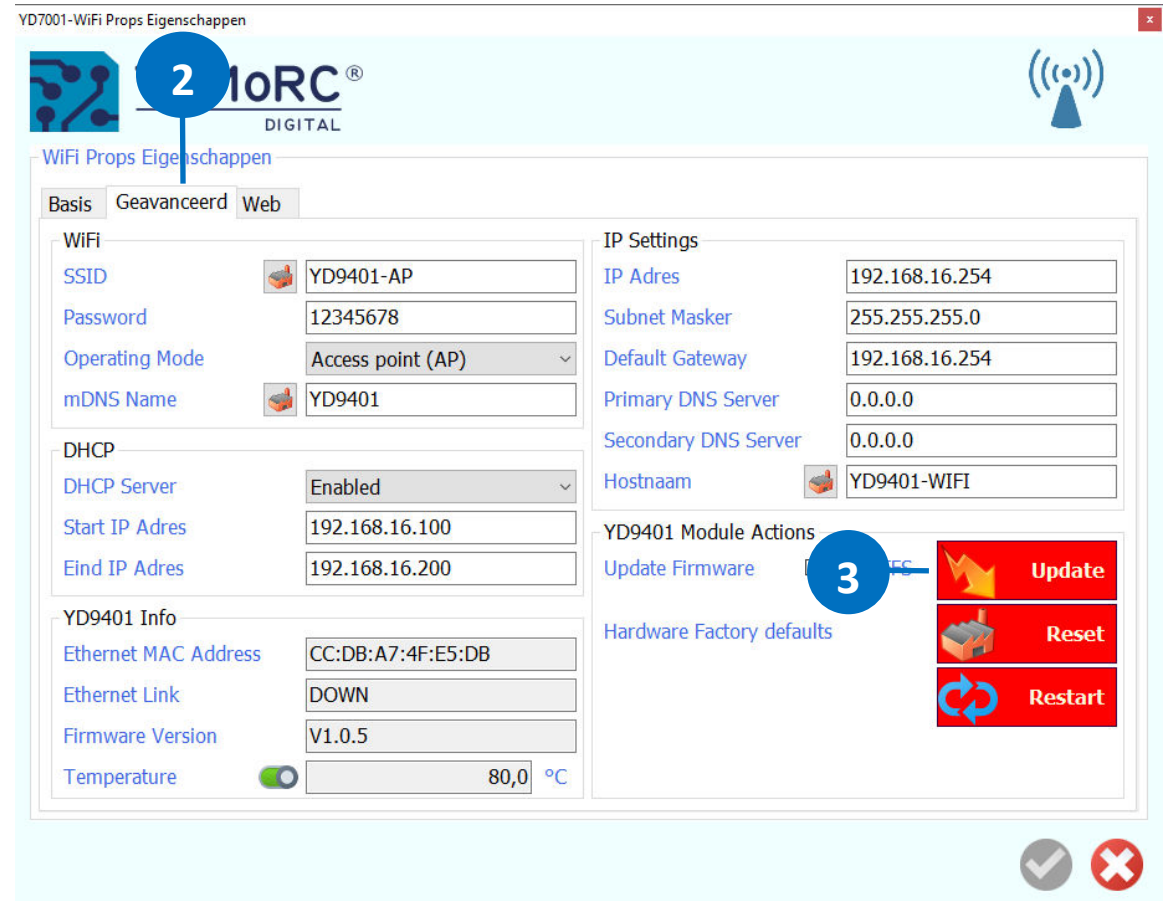 YD7001-WiFi Props Eigenschappen
x
2
DIGITAL
WiFi Props Eigenschappen
Basis Geavanceerd Web
WiFi
SSID YD9401-AP
Password 12345678
Operating Mode Access point (AP)
mDNS Name YD9401
DHCP
DHCP Server Enabled
Start IP Adres 192.168.16.100
Eind IP Adres 192.168.16.200
YD9401 Info
Ethernet MAC Address CC:DB:A7:4F:E5:DB
Ethernet Link DOWN
Firmware Version V1.0.5
Temperature 80,0 °C
IP Settings
IP Adres 192.168.16.254
Subnet Masker 255.255.255.0
Default Gateway 192.168.16.254
Primary DNS Server 0.0.0.0
Secondary DNS Server 0.0.0.0
Hostnaam YD9401-WIFI
YD9401 Module Actions
Update Firmware 3 Update
Hardware Factory defaults Reset
Restart